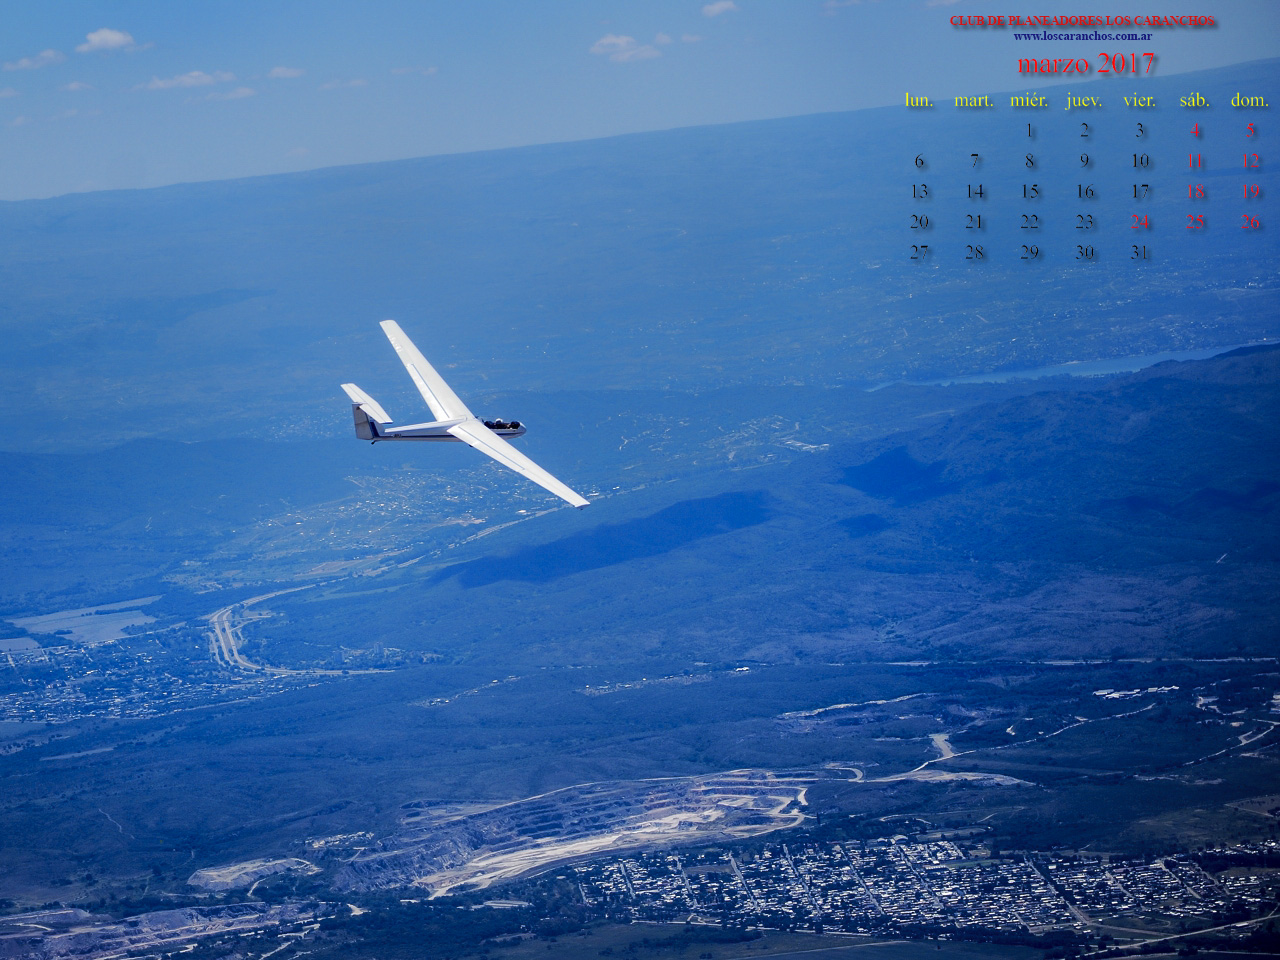 CLUB DE PLANEADORES LOS CARANCHOS
www.loscaranchos.com.ar
marzo 2017
lun. mart. miér. juev. vier. sáb. dom.
1 2 3 4 5
6 7 8 9 10 11 12
13 14 15 16 17 18 19
20 21 22 23 24 25 26
27 28 29 30 31